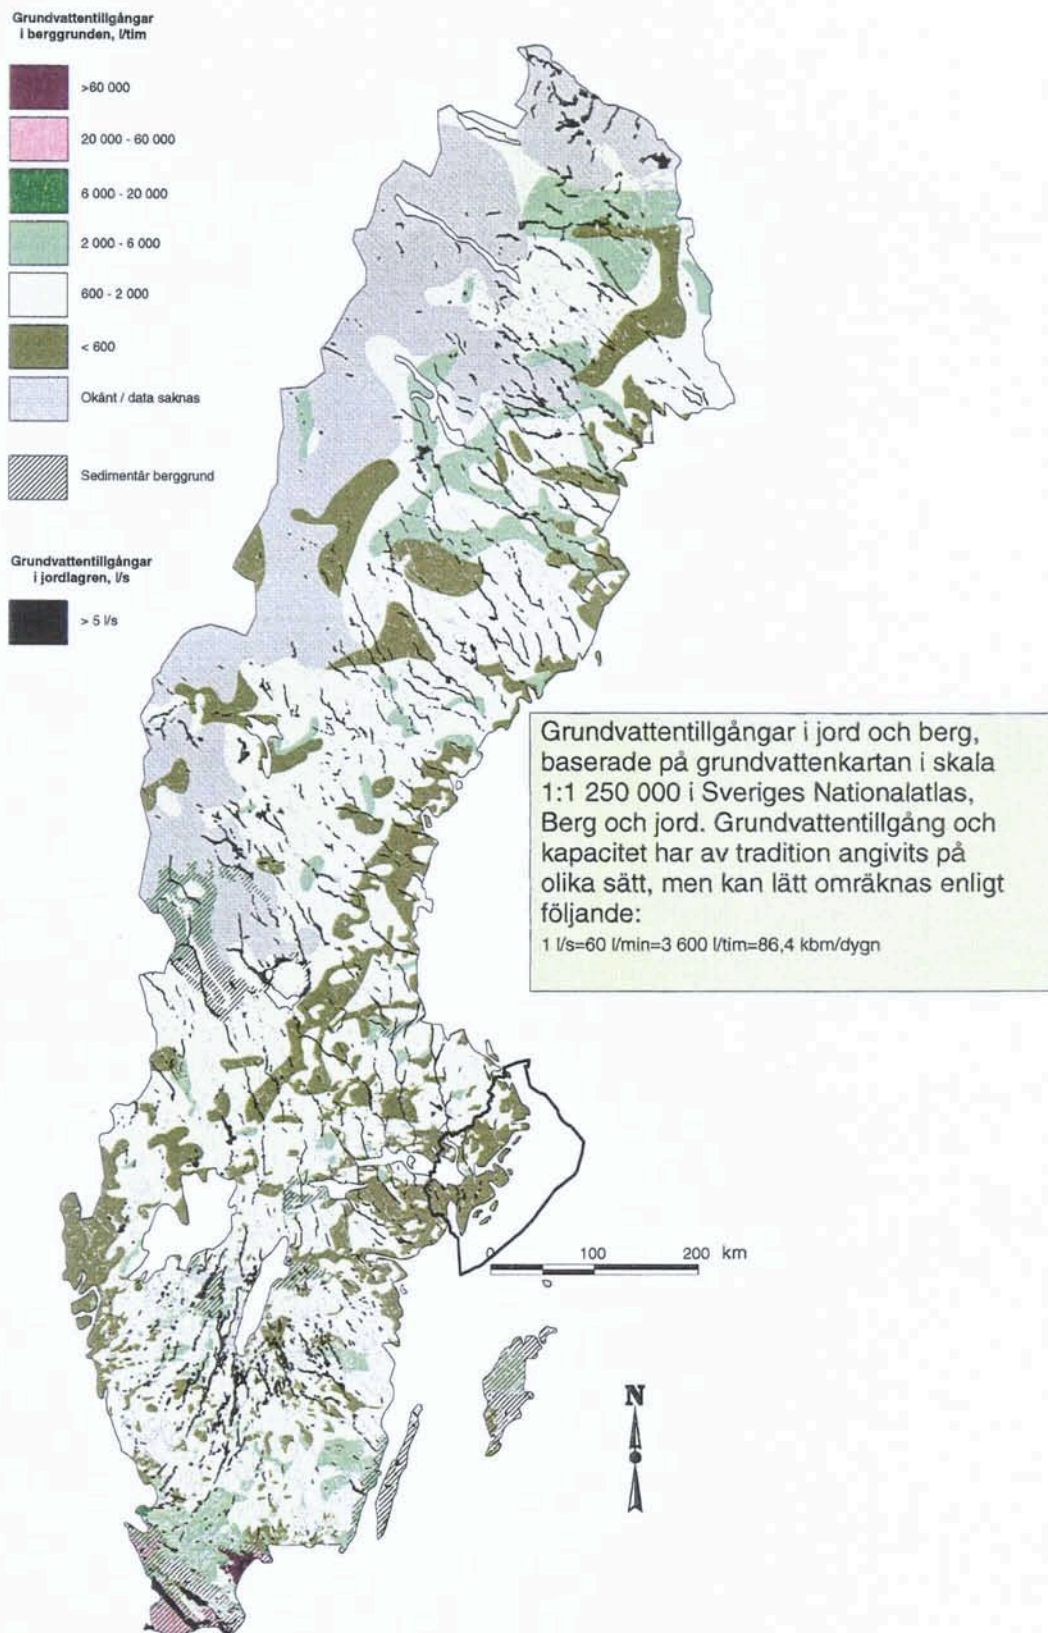 Grundvattentillgångar
i berggrunden, l/tim
>60 000
20 000 - 60 000
6 000 - 20 000
2 000 - 6 000
600 - 2 000
< 600
Okänt / data saknas
Sedimentär berggrund
Grundvattentillgångar
i jordlagren, l/s
> 5 l/s
Grundvattentillgångar i jord och berg,
baserade på grundvattenkartan i skala
1:1 250 000 i Sveriges Nationalatlas,
Berg och jord. Grundvattentillgång och
kapacitet har av tradition angivits på
olika sätt, men kan lätt omräknas enligt
följande:
1 l/s=60 l/min=3 600 l/tim=86,4 kbm/dygn
0 100 200 km
N